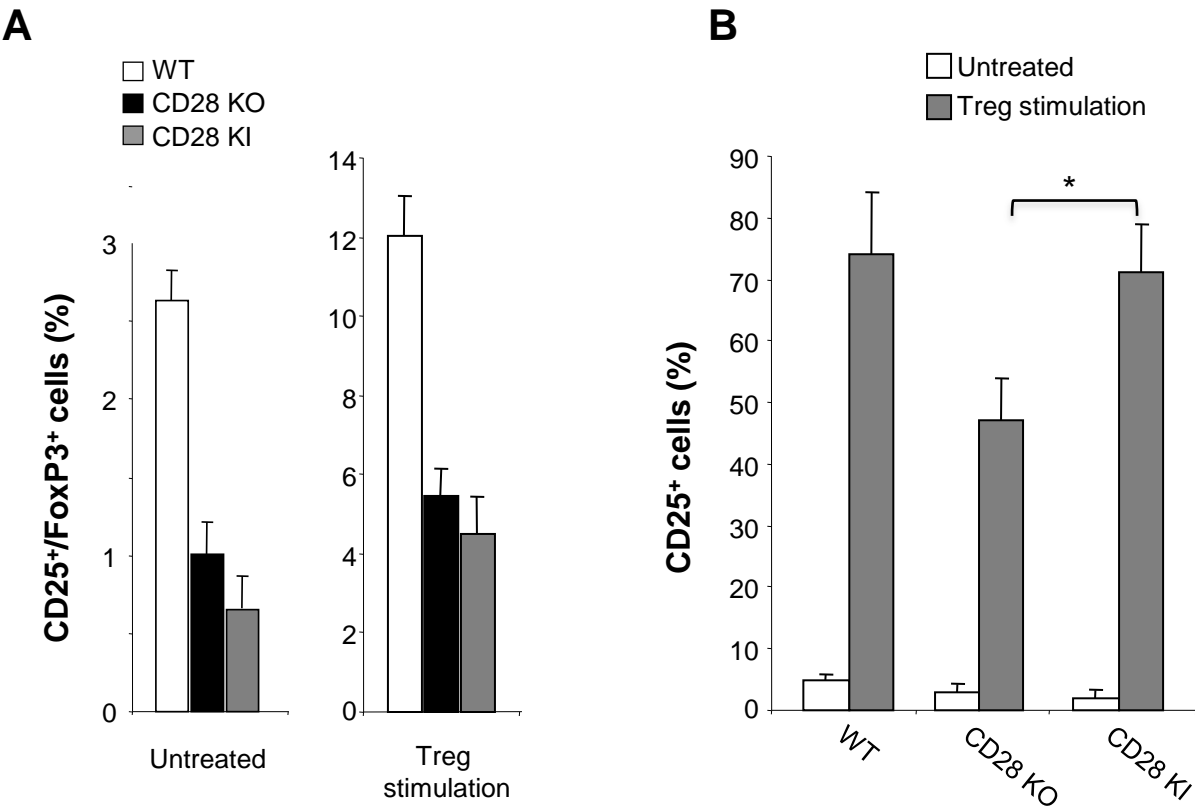 A
WT
CD28 KO
CD28 KI
CD25+/FoxP3+ cells (%)
3
2
1
0
Untreated
14
12
10
8
6
4
2
0
Treg
stimulation
B
Untreated
Treg stimulation
CD25+ cells (%)
90
80
70
60
50
40
30
20
10
0
*
WT
CD28 KO
CD28 KI